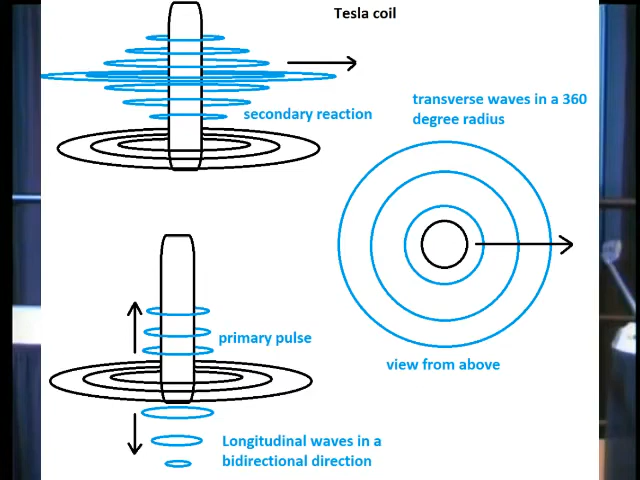 Tesla coil
secondary reaction
transverse waves in a 360
degree radius
primary pulse
view from above
Longitudinal waves in a
bidirectional direction